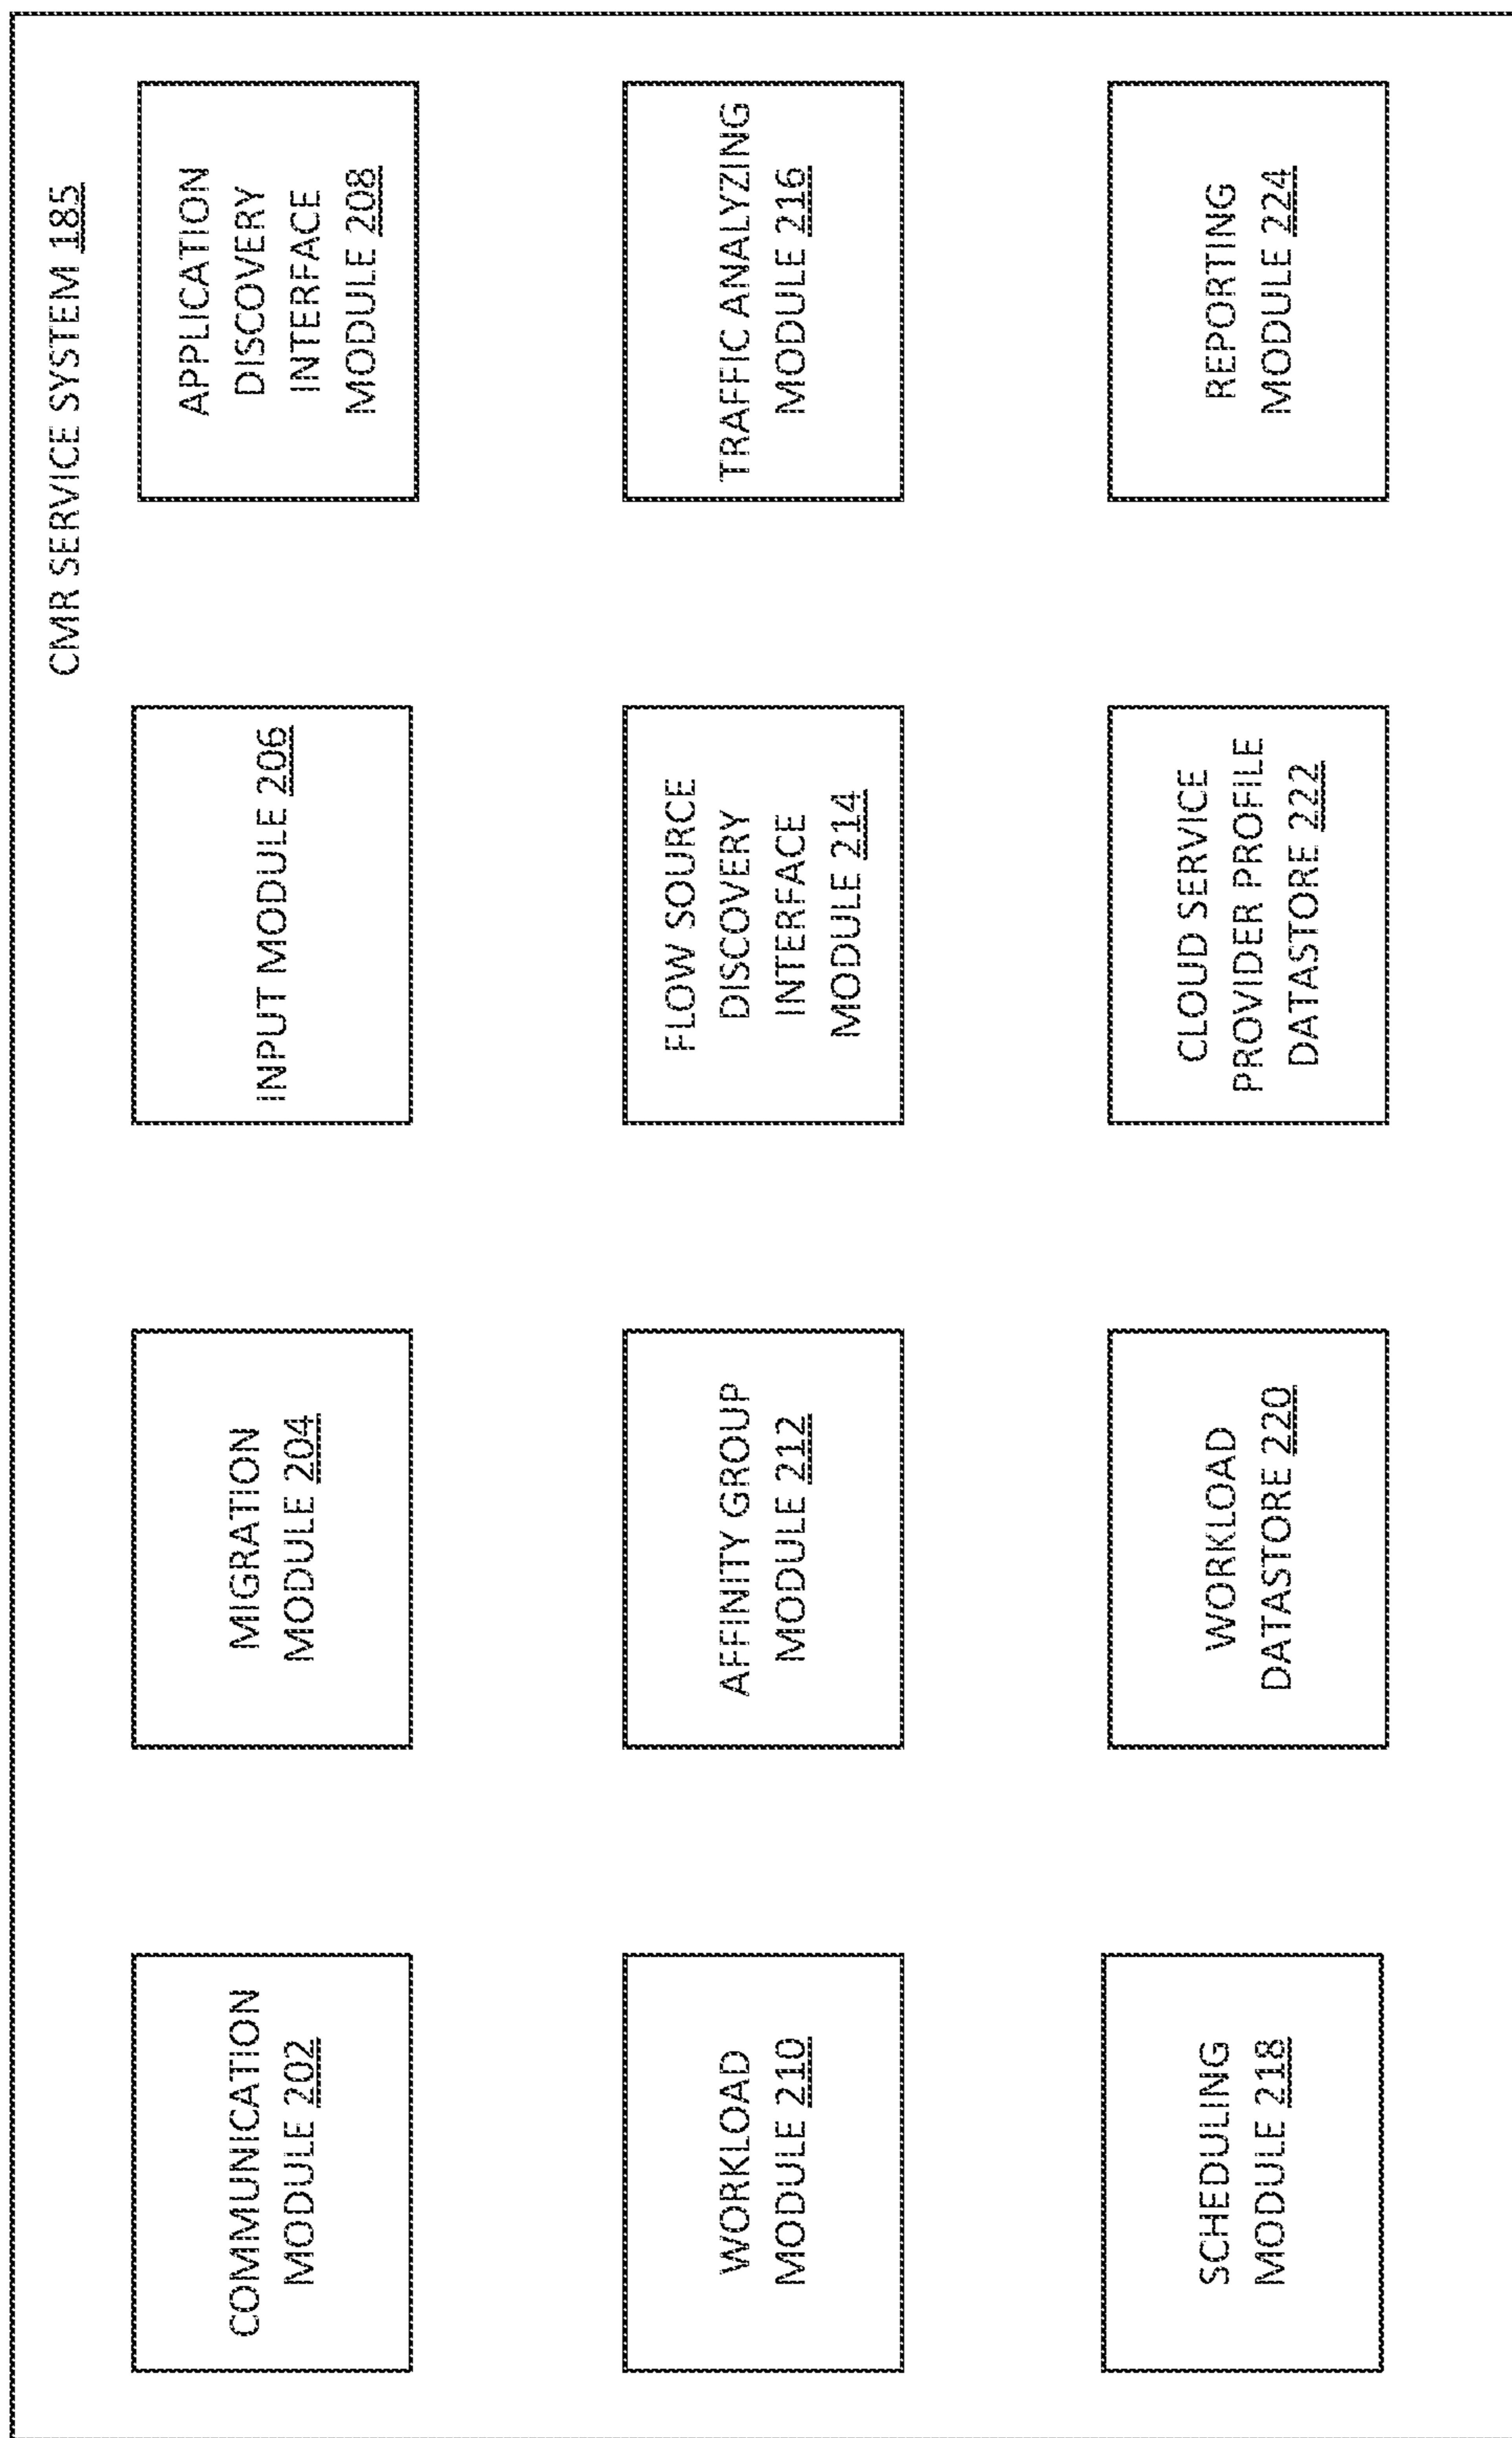 CMR SERVICE SYSTEM 185
COMMUNICATION
MODULE 202
MIGRATION
MODULE 204
INPUT MODULE 206
APPLICATION
DISCOVERY
INTERFACE
MODULE 208
WORKLOAD
MODULE 210
AFFINITY GROUP
MODULE 212
FLOW SOURCE
DISCOVERY
INTERFACE
MODULE 214
TRAFFIC ANALYZING
MODULE 216
SCHEDULING
MODULE 218
WORKLOAD
DATASTORE 220
CLOUD SERVICE
PROVIDER PROFILE
DATASTORE 222
REPORTING
MODULE 224